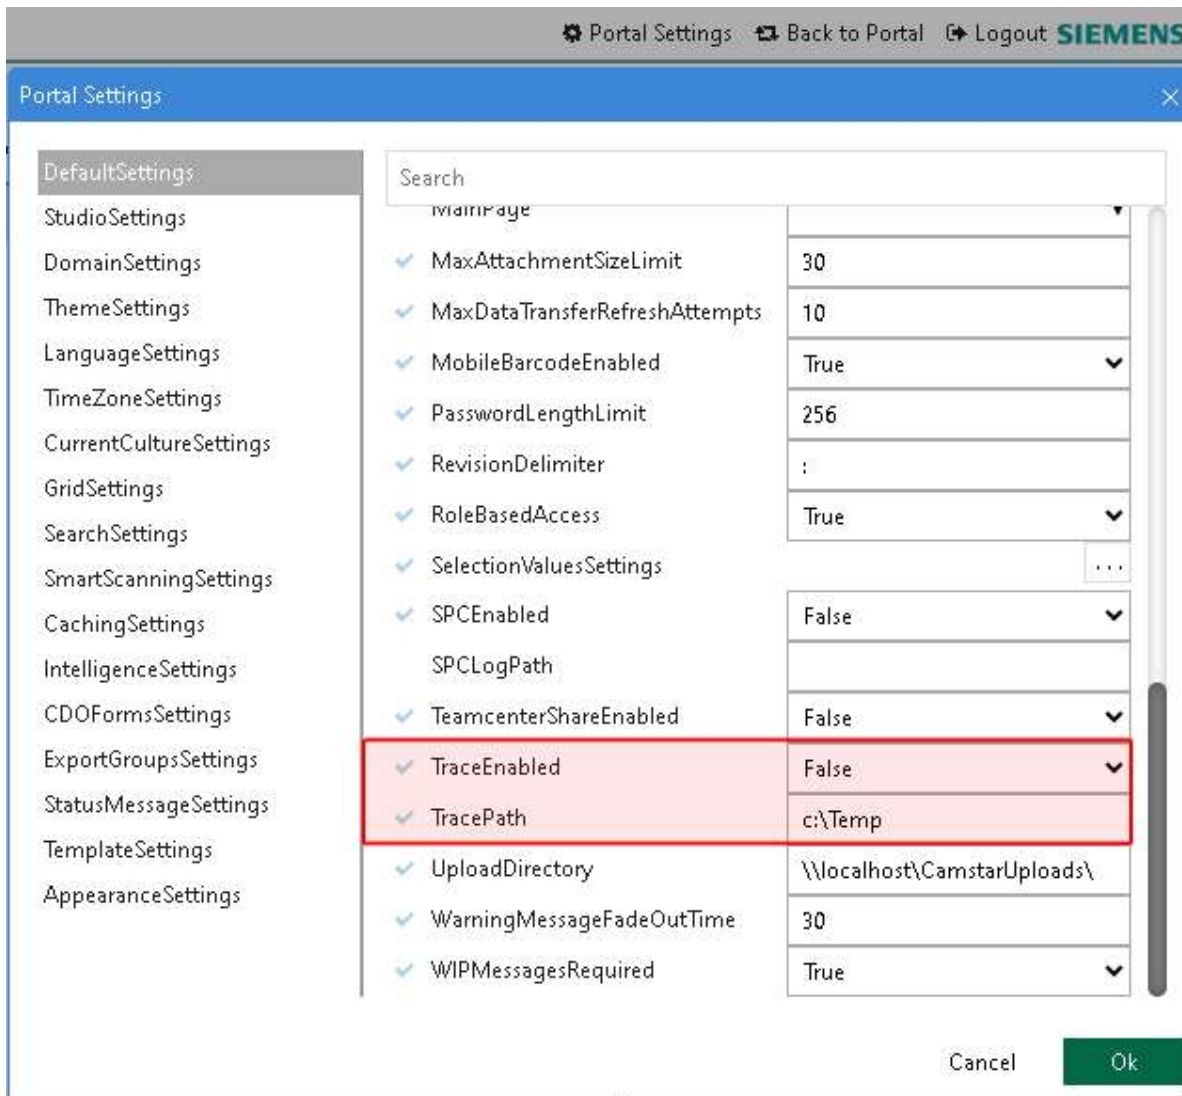 Portal Settings Back to Portal Logout SIEMENS
Portal Settings
DefaultSettings
StudioSettings
DomainSettings
ThemeSettings
LanguageSettings
TimeZoneSettings
CurrentCultureSettings
GridSettings
SearchSettings
SmartScanningSettings
CachingSettings
IntelligenceSettings
CDOFormsSettings
ExportGroupsSettings
StatusMessageSettings
TemplateSettings
AppearanceSettings
Search
MainPage
MaxAttachmentSizeLimit 30
MaxDataTransferRefreshAttempts 10
MobileBarcodeEnabled True
PasswordLengthLimit 256
RevisionDelimiter :
RoleBasedAccess True
SelectionValuesSettings ...
SPCEnabled False
SPCLogPath
TeamcenterShareEnabled False
TraceEnabled False
TracePath c:\Temp
UploadDirectory \\localhost\CamstarUploads\
WarningMessageFadeOutTime 30
WIPMessagesRequired True
Cancel Ok